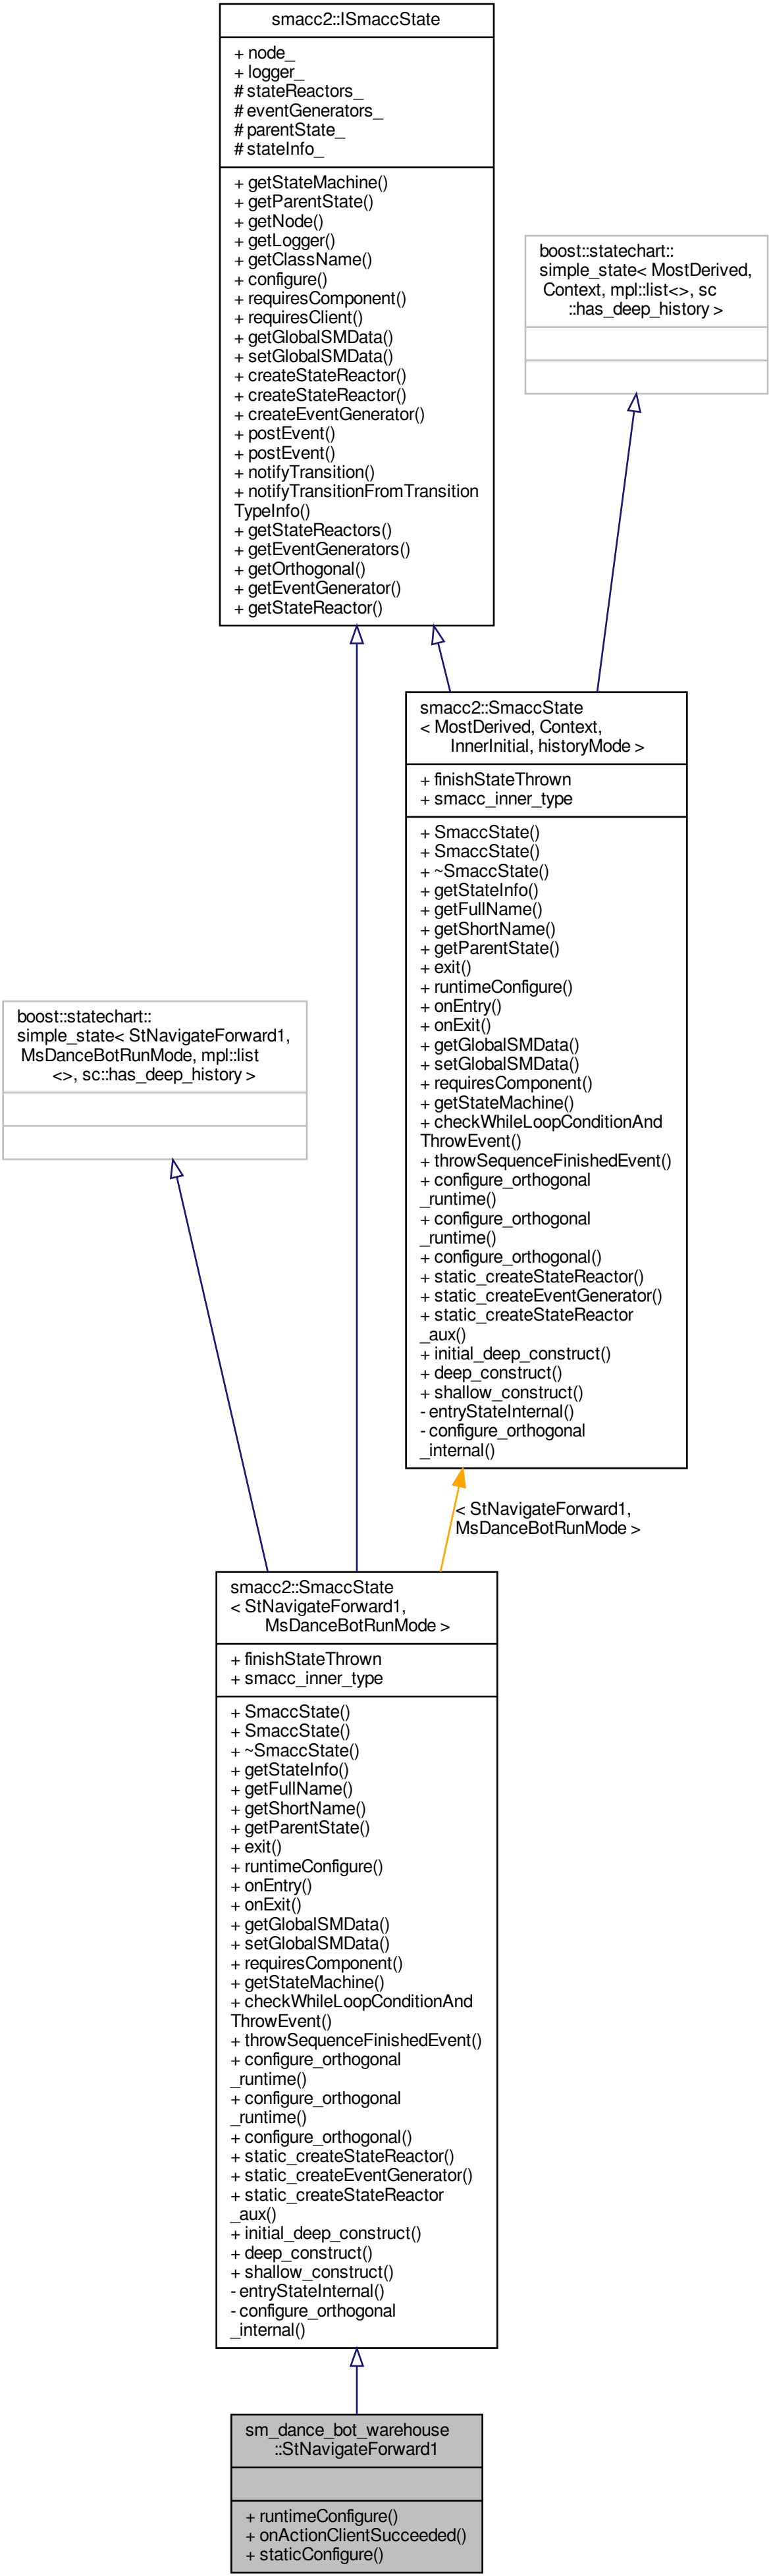 smacc2::ISmaccState
+ node_
+ logger_
# stateReactors_
# eventGenerators_
# parentState_
# stateInfo_
+ getStateMachine()
+ getParentState()
+ getNode()
+ getLogger()
+ getClassName()
+ configure()
+ requiresComponent()
+ requiresClient()
+ getGlobalSMData()
+ setGlobalSMData()
+ createStateReactor()
+ createStateReactor()
+ createEventGenerator()
+ postEvent()
+ postEvent()
+ notifyTransition()
+ notifyTransitionFromTransition
TypeInfo()
+ getStateReactors()
+ getEventGenerators()
+ getOrthogonal()
+ getEventGenerator()
+ getStateReactor()
boost::statechart::
simple_state< MostDerived,
Context, mpl::list<>, sc
::has_deep_history >
smacc2::SmaccState
< MostDerived, Context,
InnerInitial, historyMode >
+ finishStateThrown
+ smacc_inner_type
+ SmaccState()
+ SmaccState()
+ ~SmaccState()
+ getStateInfo()
+ getFullName()
+ getShortName()
+ getParentState()
+ exit()
+ runtimeConfigure()
+ onEntry()
+ onExit()
+ getGlobalSMData()
+ setGlobalSMData()
+ requiresComponent()
+ getStateMachine()
+ checkWhileLoopConditionAnd
ThrowEvent()
+ throwSequenceFinishedEvent()
+ configure_orthogonal
_runtime()
+ configure_orthogonal
_runtime()
+ configure_orthogonal()
+ static_createStateReactor()
+ static_createEventGenerator()
+ static_createStateReactor
_aux()
+ initial_deep_construct()
+ deep_construct()
+ shallow_construct()
- entryStateInternal()
- configure_orthogonal
_internal()
boost::statechart::
simple_state< StNavigateForward1,
MsDanceBotRunMode, mpl::list
<>, sc::has_deep_history >
< StNavigateForward1,
MsDanceBotRunMode >
smacc2::SmaccState
< StNavigateForward1,
MsDanceBotRunMode >
+ finishStateThrown
+ smacc_inner_type
+ SmaccState()
+ SmaccState()
+ ~SmaccState()
+ getStateInfo()
+ getFullName()
+ getShortName()
+ getParentState()
+ exit()
+ runtimeConfigure()
+ onEntry()
+ onExit()
+ getGlobalSMData()
+ setGlobalSMData()
+ requiresComponent()
+ getStateMachine()
+ checkWhileLoopConditionAnd
ThrowEvent()
+ throwSequenceFinishedEvent()
+ configure_orthogonal
_runtime()
+ configure_orthogonal
_runtime()
+ configure_orthogonal()
+ static_createStateReactor()
+ static_createEventGenerator()
+ static_createStateReactor
_aux()
+ initial_deep_construct()
+ deep_construct()
+ shallow_construct()
- entryStateInternal()
- configure_orthogonal
_internal()
sm_dance_bot_warehouse
::StNavigateForward1
+ runtimeConfigure()
+ onActionClientSucceeded()
+ staticConfigure()